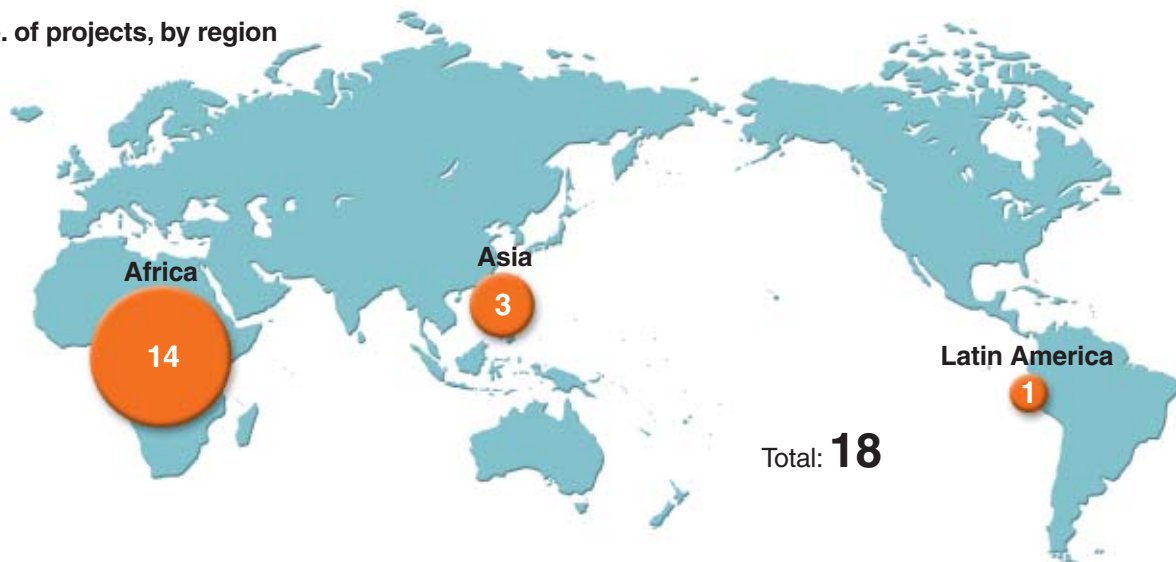 . of projects, by region
Africa
14
Asia
3
Latin America
1
Total: 18